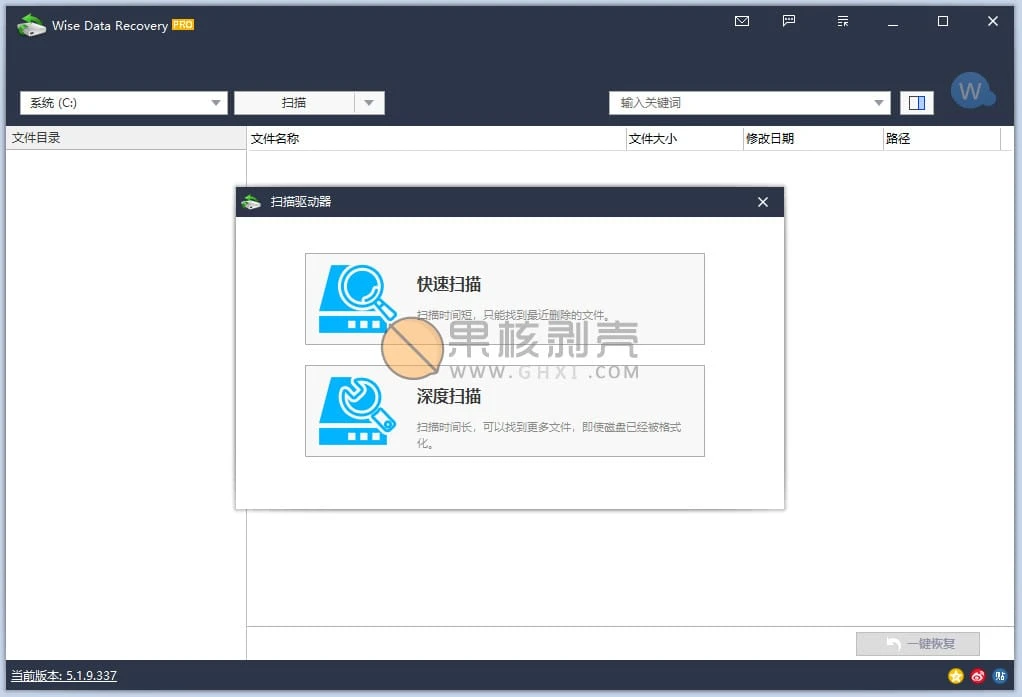 Wise Data Recovery PRO
系统 (C:)
扫描
输入关键词
W
文件目录
文件名称
文件大小
修改日期
路径
扫描驱动器
快速扫描
扫描时间短，只能找到最近删除的文件。
果核剥壳
WWW.GHXI.COM
深度扫描
扫描时间长，可以找到更多文件，即使磁盘已经被格式
化。
一键恢复
当前版本: 5.1.9.337
贴